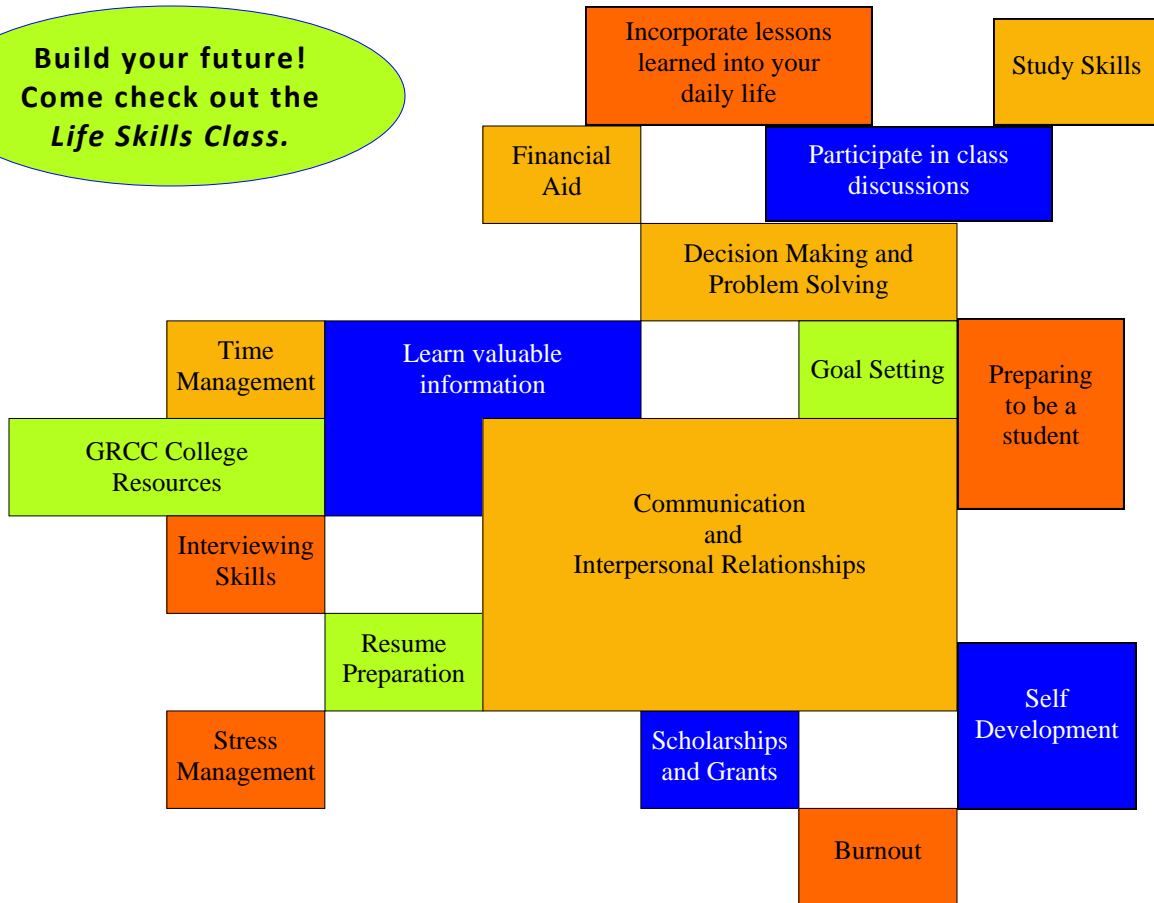 Build your future!
Come check out the
Life Skills Class.
Incorporate lessons
learned into your
daily life
Study Skills
Financial
Aid
Participate in class
discussions
Decision Making and
Problem Solving
Time
Management
Learn valuable
information
Goal Setting
Preparing
to be a
student
GRCC College
Resources
Communication
and
Interpersonal Relationships
Interviewing
Skills
Resume
Preparation
Self
Development
Stress
Management
Scholarships
and Grants
Burnout